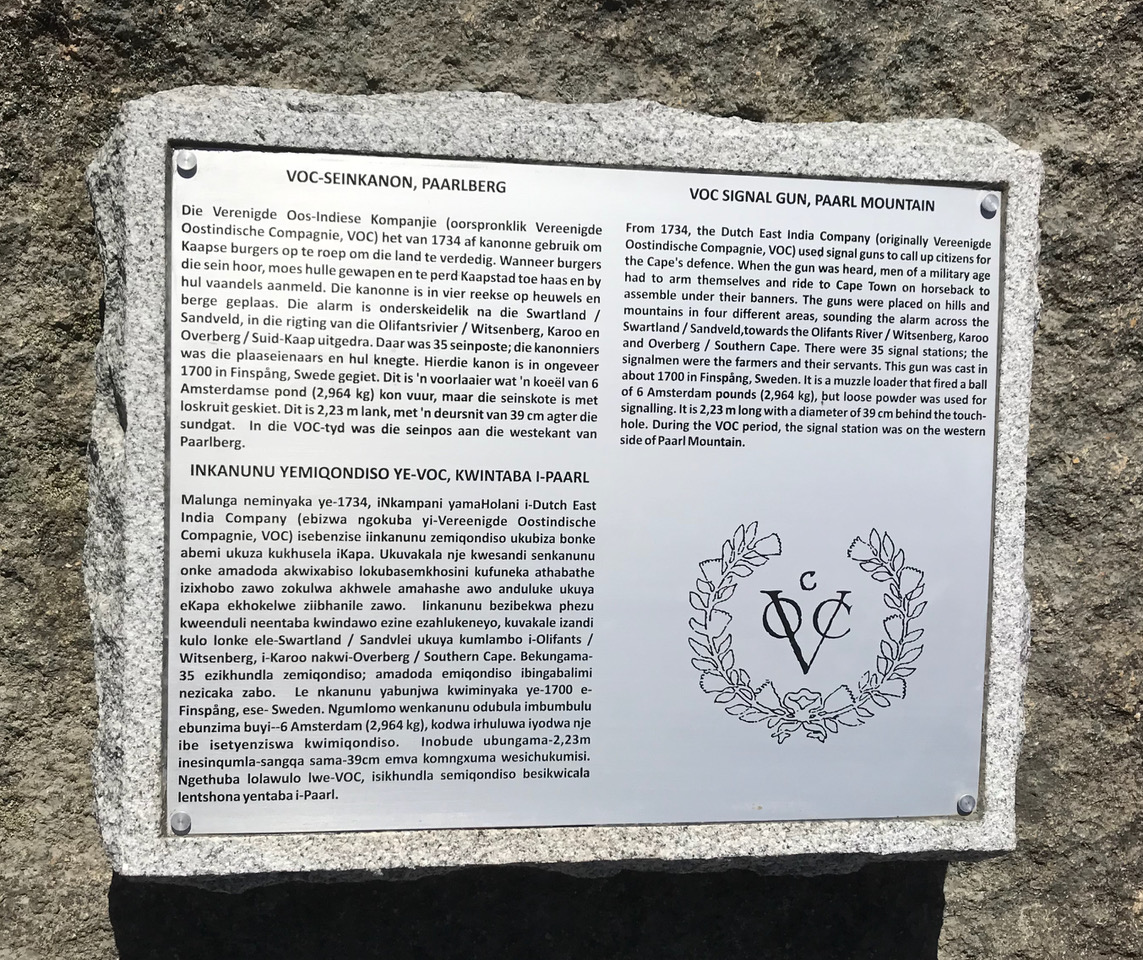 VOC-SEINKANON, PAARLBERG
Die Verenigde Oos-Indiese Kompanjie (oorspronklik Vereenigde
Oostindische Compagnie, VOC) het van 1734 af kanonne gebruik om
Kaapse burgers op te roep om die land te verdedig. Wanneer burgers
die sein hoor, moes hulle gewapen en te perd Kaapstad toe haas en by
hul vaandels aanmeld. Die kanonne is in vier reekse op heuwels en
berge geplaas. Die alarm is onderskeidelik na die Swartland /
Sandveld, in die rigting van die Olifantsrivier / Witsenberg, Karoo en
Overberg / Suid-Kaap uitgedra. Daar was 35 seinposte; die kanonniers
was die plaaseienaars en hul knegte. Hierdie kanon is in ongeveer
1700 in Finspång, Swede gegiet. Dit is 'n voorlaaier wat 'n koeël van 6
Amsterdamse pond (2,964 kg) kon vuur, maar die seinskote is met
loskruit geskiet. Dit is 2,23 m lank, met 'n deursnit van 39 cm agter die
sundgat. In die VOC-tyd was die seinpos aan die westekant van
Paarlberg.
INKANUNU YEMIQONDISO YE-VOC, KWINTABA I-PAARL
Malunga neminyaka ye-1734, iNkampani yamaHolani i-Dutch East
India Company (ebizwa ngokuba yi-Vereenigde Oostindische
Compagnie, VOC) isebenzise iinkanunu zemiqondiso ukubiza bonke
abemi ukuza kukhusela iKapa. Ukuvakala nje kwesandi senkanunu
onke amadoda akwixabiso lokubasemkhosini kufuneka athabathe
izixhobo zawo zokulwa akhwele amahashe awo anduluke ukuya
eKapa ekhokelwe ziibhanile zawo. Iinkanunu bezibekwa phezu
kweenduli neentaba kwindawo ezine ezahlukeneyo, kuvakale izandi
kulo lonke ele-Swartland / Sandvlei ukuya kumlambo i-Olifants /
Witsenberg, i-Karoo nakwi-Overberg / Southern Cape. Bekungama-
35 ezikhundla zemiqondiso; amadoda emiqondiso ibingabalimi
nezicaka zabo. Le nkanunu yabunjwa kwiminyaka ye-1700 e-
Finspång, ese- Sweden. Ngumlomo wenkanunu odubula imbumbulu
ebunzima buyi--6 Amsterdam (2,964 kg), kodwa irhuluwa iyodwa nje
ibe isetyenziswa kwimiqondiso. Inobude ubungama-2,23m
inesinqumla-sangqa sama-39cm emva komngxuma wesichukumisi.
Ngethuba lolawulo lwe-VOC, isikhundla semiqondiso besikwicala
lentshona yentaba i-Paarl.
VOC SIGNAL GUN, PAARL MOUNTAIN
From 1734, the Dutch East India Company (originally Vereenigde
Oostindische Compagnie, VOC) used signal guns to call up citizens for
the Cape's defence. When the gun was heard, men of a military age
had to arm themselves and ride to Cape Town on horseback to
assemble under their banners. The guns were placed on hills and
mountains in four different areas, sounding the alarm across the
Swartland / Sandveld,towards the Olifants River / Witsenberg, Karoo
and Overberg / Southern Cape. There were 35 signal stations; the
signalmen were the farmers and their servants. This gun was cast in
about 1700 in Finspång, Sweden. It is a muzzle loader that fired a ball
of 6 Amsterdam pounds (2,964 kg), but loose powder was used for
signalling. It is 2,23 m long with a diameter of 39 cm behind the touch-
hole. During the VOC period, the signal station was on the western
side of Paarl Mountain.
C
VOC